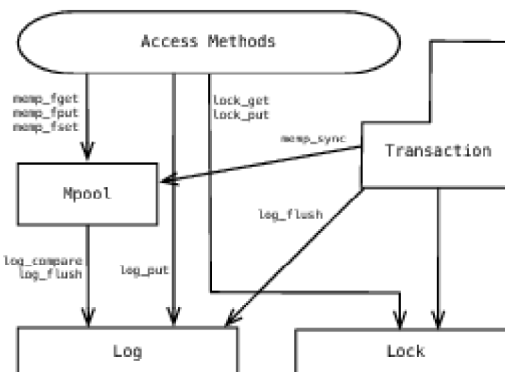 Access Methods
memp_fget
memp_fput
memp_fset
lock_get
lock_put
memp_sync
Transaction
Mpool
log_flush
log_compare
log_flush
log_put
Log
Lock